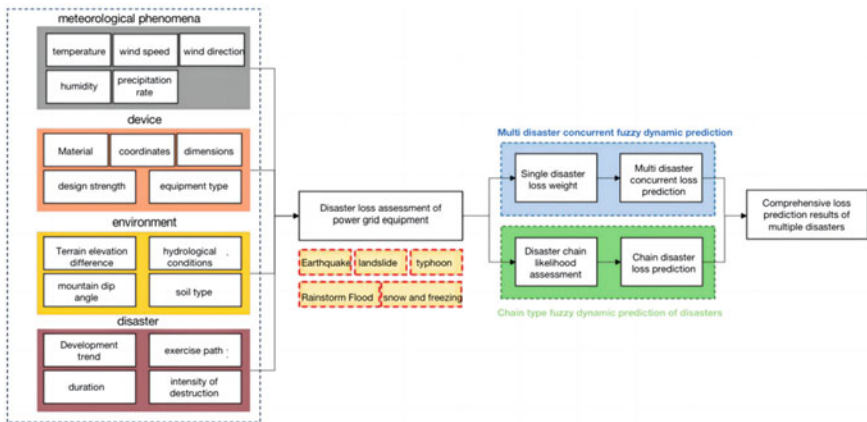 meteorological phenomena
temperature
wind speed
wind direction
humidity
precipitation
rate
device
Material
coordinates
dimensions
design strength
equipment type
environment
Terrain elevation
difference
hydrological
conditions
mountain dip
angle
soil type
disaster
Development
trend
exercise path
duration
intensity of
destruction
Disaster loss assessment of
power grid equipment
Earthquake
landslide
typhoon
Rainstorm Flood
snow and freezing
Multi disaster concurrent fuzzy dynamic prediction
Single disaster
loss weight
Multi disaster
concurrent loss
prediction
Disaster chain
likelihood
assessment
Chain disaster
loss prediction
Chain type fuzzy dynamic prediction of disasters
Comprehensive loss
prediction results of
multiple disasters